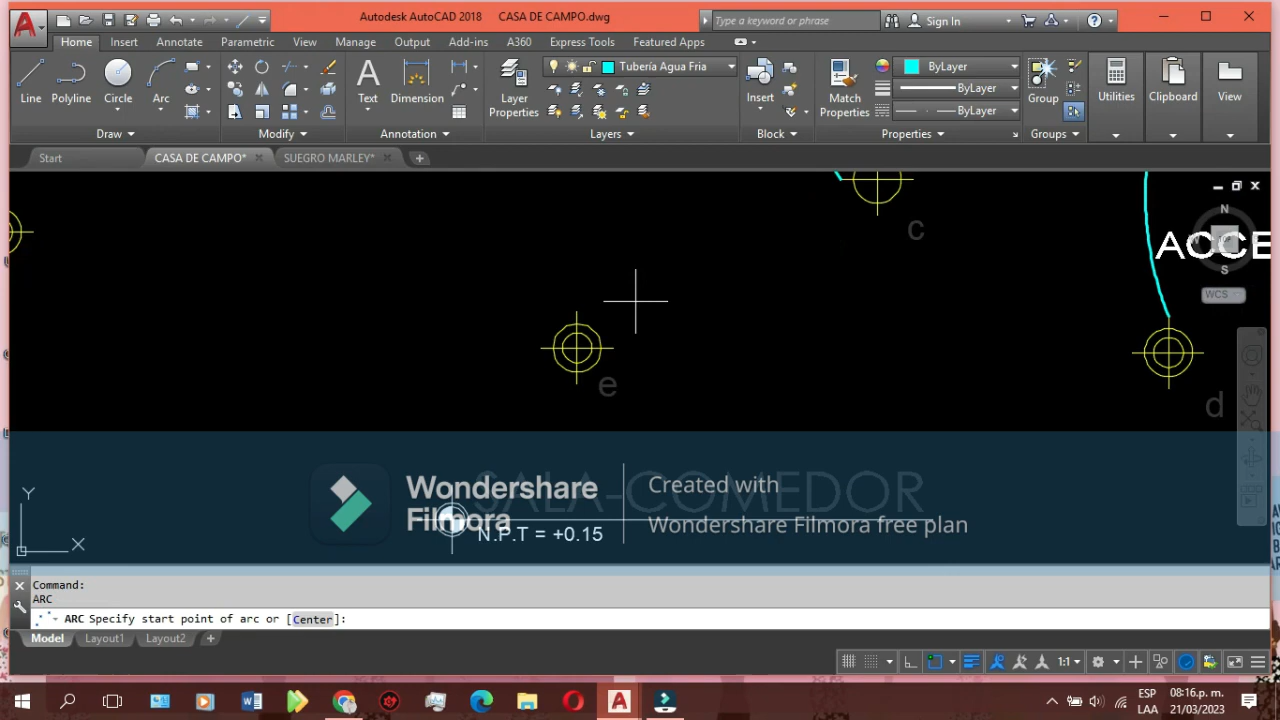 Autodesk AutoCAD 2018 CASA DE CAMPO.dwg
Type a keyword or phrase
Sign In
Home Insert Annotate Parametric View Manage Output Add-ins A360 Express Tools Featured Apps
Tubería Agua Fria
ByLayer
ByLayer
ByLayer
Line Polyline Circle Arc
Text Dimension
Layer
Properties
Insert
Match
Properties
Group
Utilities
Clipboard
View
Draw
Modify
Annotation
Layers
Block
Properties
Groups
Start
CASA DE CAMPO*
SUEGRO MARLEY*
N
S
WCS
c
ACCE
e
d
SALA-COMEDOR
N.P.T = +0.15
Wondershare
Filmora
Created with
Wondershare Filmora free plan
Y
X
Command:
ARC
ARC Specify start point of arc or [Center]:
Model Layout1 Layout2
1:1
ESP
LAA
08:16 p. m.
21/03/2023